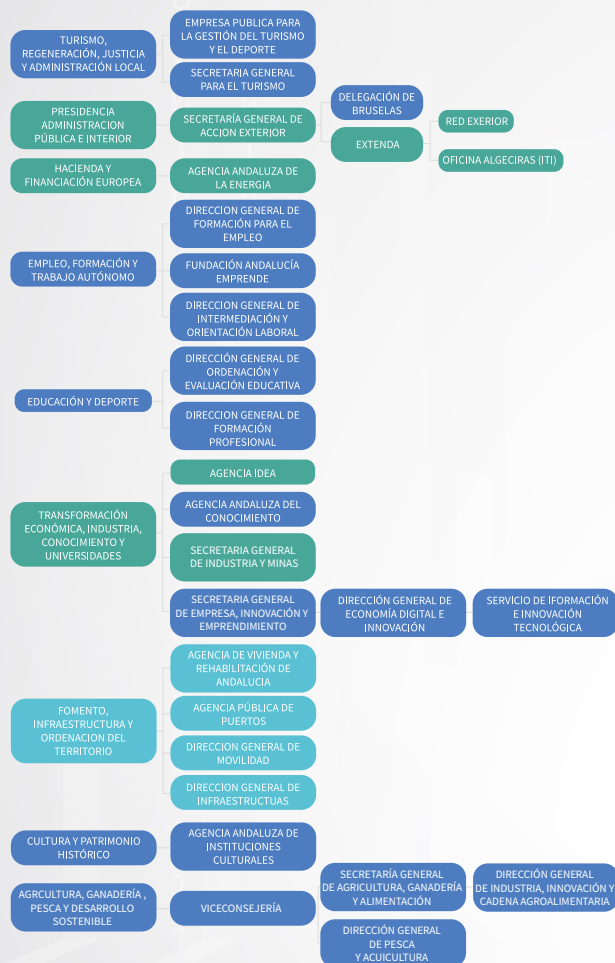 TURISMO,
REGENERACIÓN, JUSTICIA
Y ADMINISTRACIÓN LOCAL
EMPRESA PUBLICA PARA
LA GESTIÓN DEL TURISMO
Y EL DEPORTE
SECRETARIA GENERAL
PARA EL TURISMO
PRESIDENCIA
ADMINISTRACION
PÚBLICA E INTERIOR
SECRETARÍA GENERAL DE
ACCION EXTERIOR
DELEGACIÓN DE
BRUSELAS
EXTENDA
RED EXERIOR
OFICINA ALGECIRAS (ITI)
HACIENDA Y
FINANCIACIÓN EUROPEA
AGENCIA ANDALUZA DE
LA ENERGIA
EMPLEO, FORMACIÓN Y
TRABAJO AUTÓNOMO
DIRECCION GENERAL DE
FORMACIÓN PARA EL
EMPLEO
FUNDACIÓN ANDALUCÍA
EMPRENDE
DIRECCION GENERAL DE
INTERMEDIACIÓN Y
ORIENTACIÓN LABORAL
EDUCACIÓN Y DEPORTE
DIRECCIÓN GENERAL DE
ORDENACIÓN Y
EVALUACIÓN EDUCATIVA
DIRECCION GENERAL DE
FORMACIÓN
PROFESIONAL
TRANSFORMACIÓN
ECONÓMICA, INDUSTRIA,
CONOCIMIENTO Y
UNIVERSIDADES
AGENCIA IDEA
AGENCIA ANDALUZA DEL
CONOCIMIENTO
SECRETARIA GENERAL
DE INDUSTRIA Y MINAS
SECRETARIA GENERAL
DE EMPRESA, INNOVACIÓN Y
EMPRENDIMIENTO
DIRECCIÓN GENERAL DE
ECONOMÍA DIGITAL E
INNOVACIÓN
SERVICIO DE IFORMACIÓN
E INNOVACIÓN
TECNOLÓGICA
FOMENTO,
INFRAESTRUCTURA Y
ORDENACION DEL
TERRITORIO
AGENCIA DE VIVIENDA Y
REHABILITACIÓN DE
ANDALUCIA
AGENCIA PÚBLICA DE
PUERTOS
DIRECCION GENERAL DE
MOVILIDAD
DIRECCION GENERAL DE
INFRAESTRUCTUAS
CULTURA Y PATRIMONIO
HISTÓRICO
AGENCIA ANDALUZA DE
INSTITUCIONES
CULTURALES
AGRCULTURA, GANADERÍA ,
PESCA Y DESARROLLO
SOSTENIBLE
VICECONSEJERÍA
SECRETARÍA GENERAL
DE AGRICULTURA, GANADERÍA
Y ALIMENTACIÓN
DIRECCIÓN GENERAL
DE INDUSTRIA, INNOVACIÓN Y
CADENA AGROALIMENTARIA
DIRECCIÓN GENERAL
DE PESCA
Y ACUICULTURA